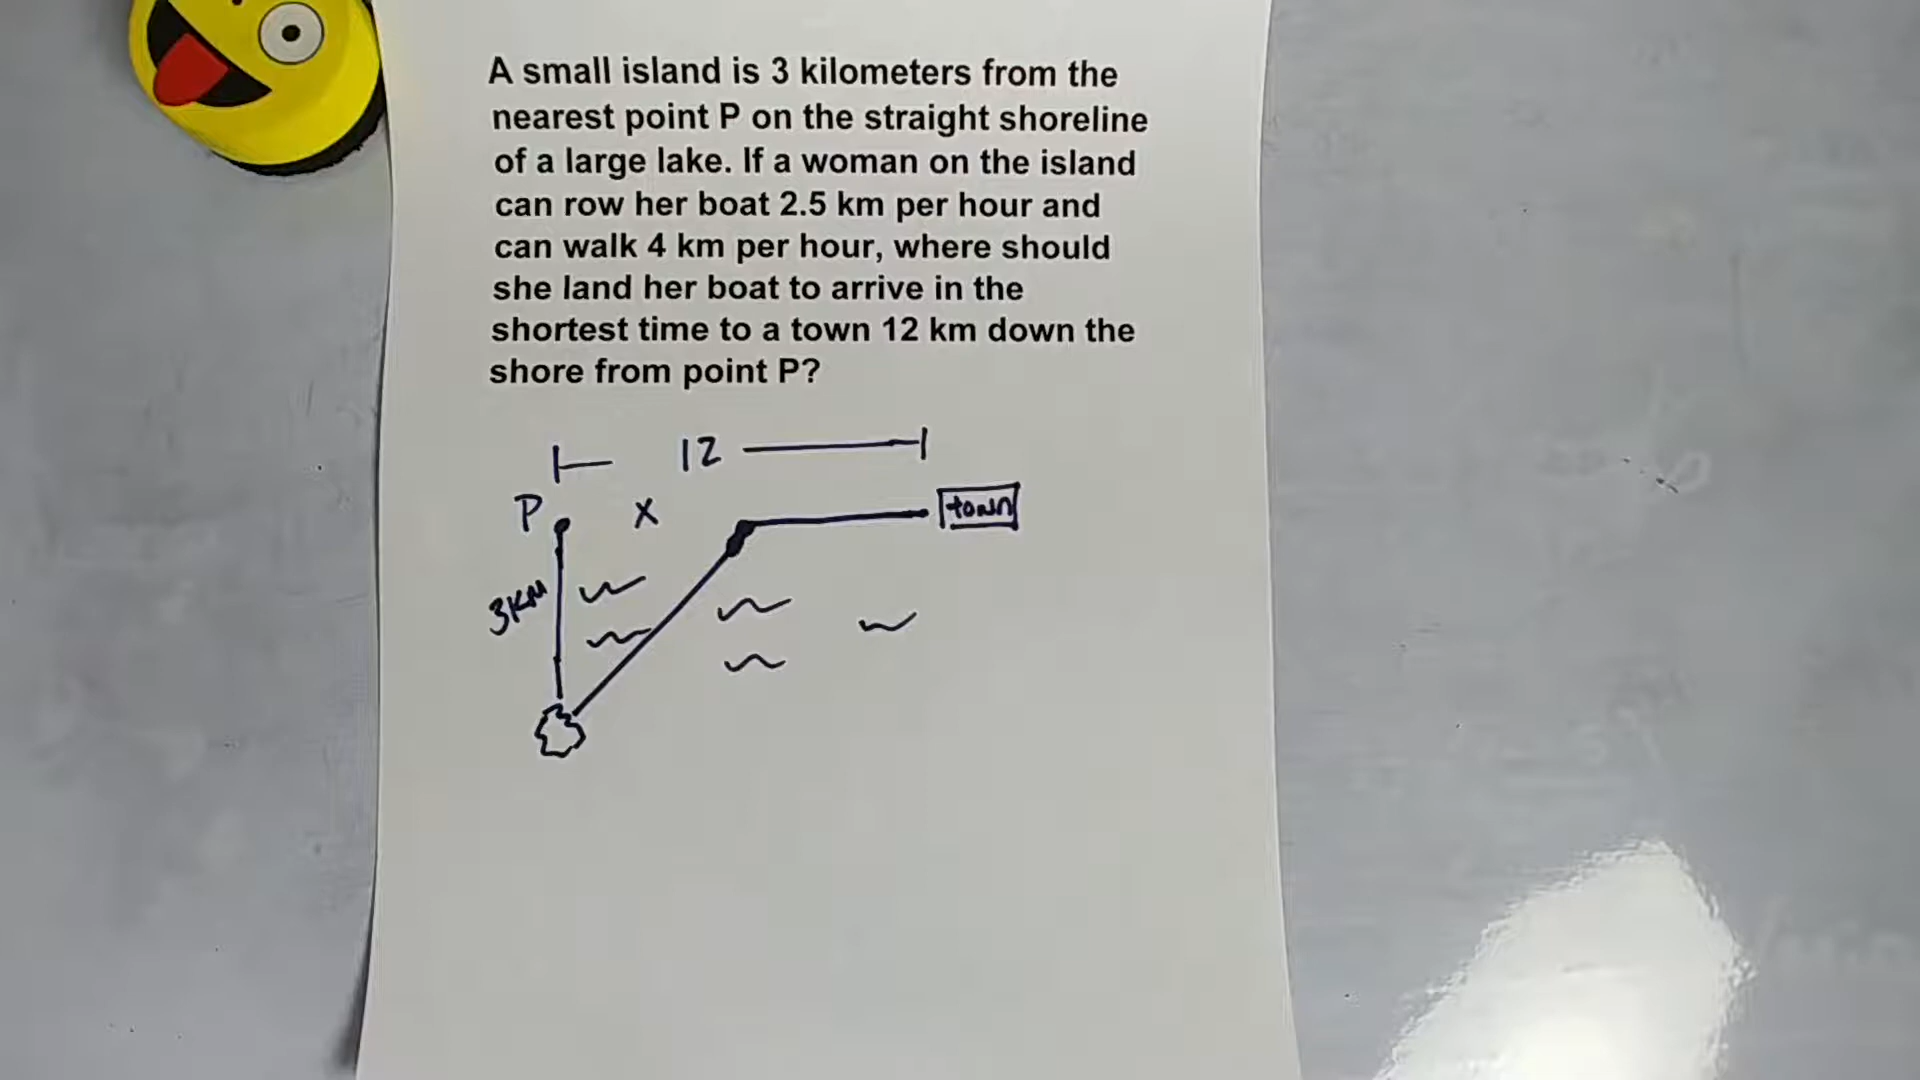 A small island is 3 kilometers from the
nearest point P on the straight shoreline
of a large lake. If a woman on the island
can row her boat 2.5 km per hour and
can walk 4 km per hour, where should
she land her boat to arrive in the
shortest time to a town 12 km down the
shore from point P?
12
P x town
3KM